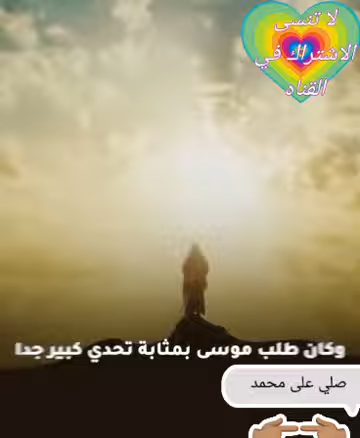 لا تنسى
الاشتراك في
القناه
وكان طلب موسى بمثابة تحدي كبير جدا
صلي على محمد